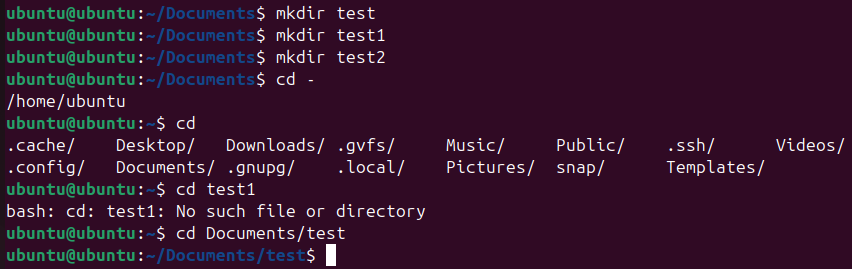 ubuntu@ubuntu:~/Documents$ mkdir test
ubuntu@ubuntu:~/Documents$ mkdir test1
ubuntu@ubuntu:~/Documents$ mkdir test2
ubuntu@ubuntu:~/Documents$ cd -
/home/ubuntu
ubuntu@ubuntu:~$ cd
.cache/ Desktop/ Downloads/ .gvfs/ Music/ Public/ .ssh/ Videos/
.config/ Documents/ .gnupg/ .local/ Pictures/ snap/ Templates/
ubuntu@ubuntu:~$ cd test1
bash: cd: test1: No such file or directory
ubuntu@ubuntu:~$ cd Documents/test
ubuntu@ubuntu:~/Documents/test$